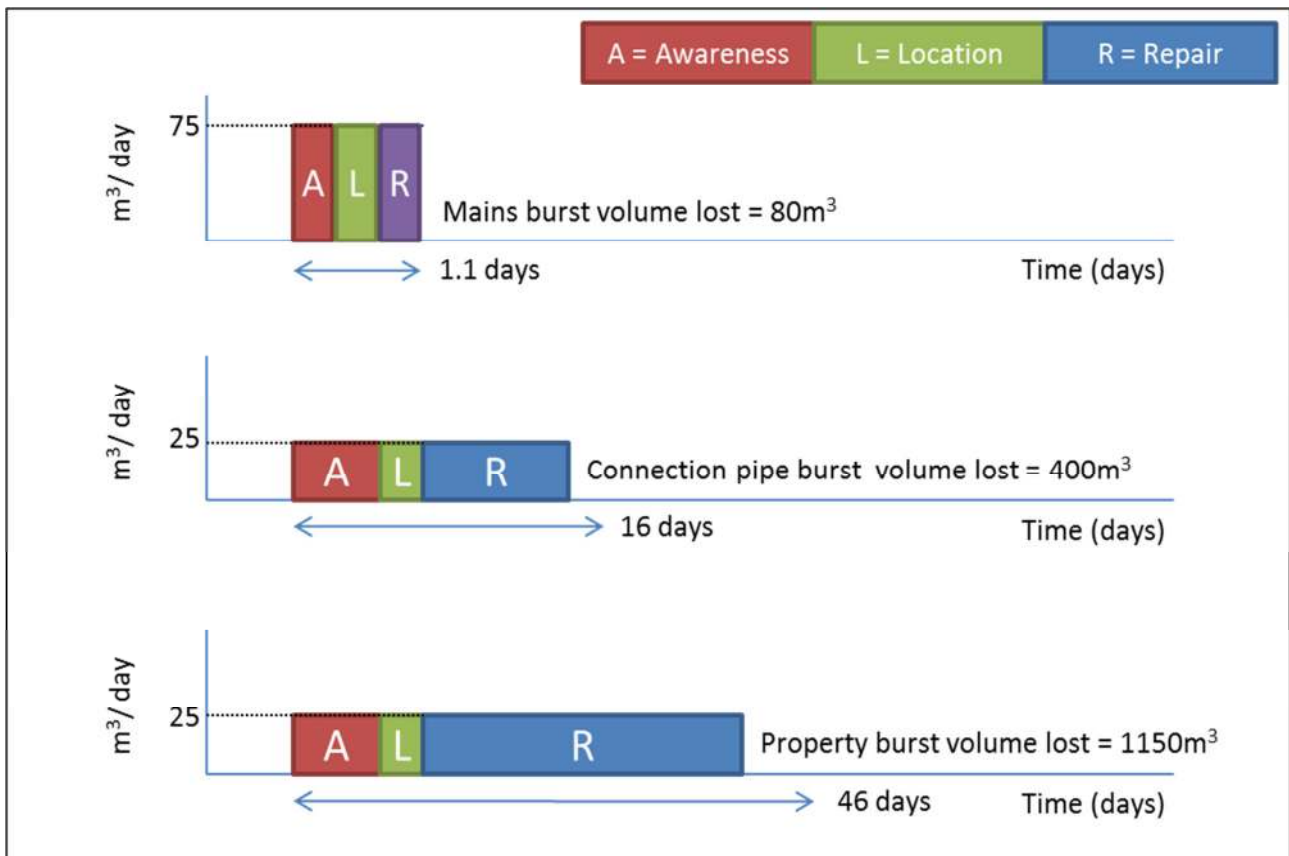 A = Awareness L = Location R = Repair
m³/ day
75
A L R
Mains burst volume lost = 80m³
1.1 days
Time (days)
m³/ day
25
A L R
Connection pipe burst volume lost = 400m³
16 days
Time (days)
m³/ day
25
A L R
Property burst volume lost = 1150m³
46 days
Time (days)